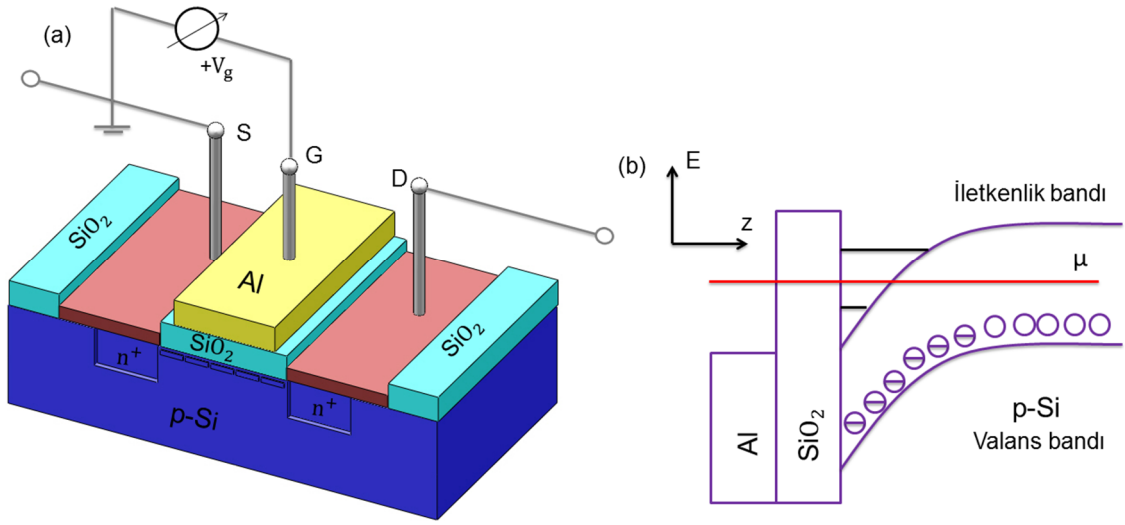 (a)
+Vg
S
G
D
SiO₂
Al
SiO₂
SiO₂
n⁺
n⁺
p-Si
(b)
E
z
İletkenlik bandı
μ
Al
SiO₂
p-Si
Valans bandı